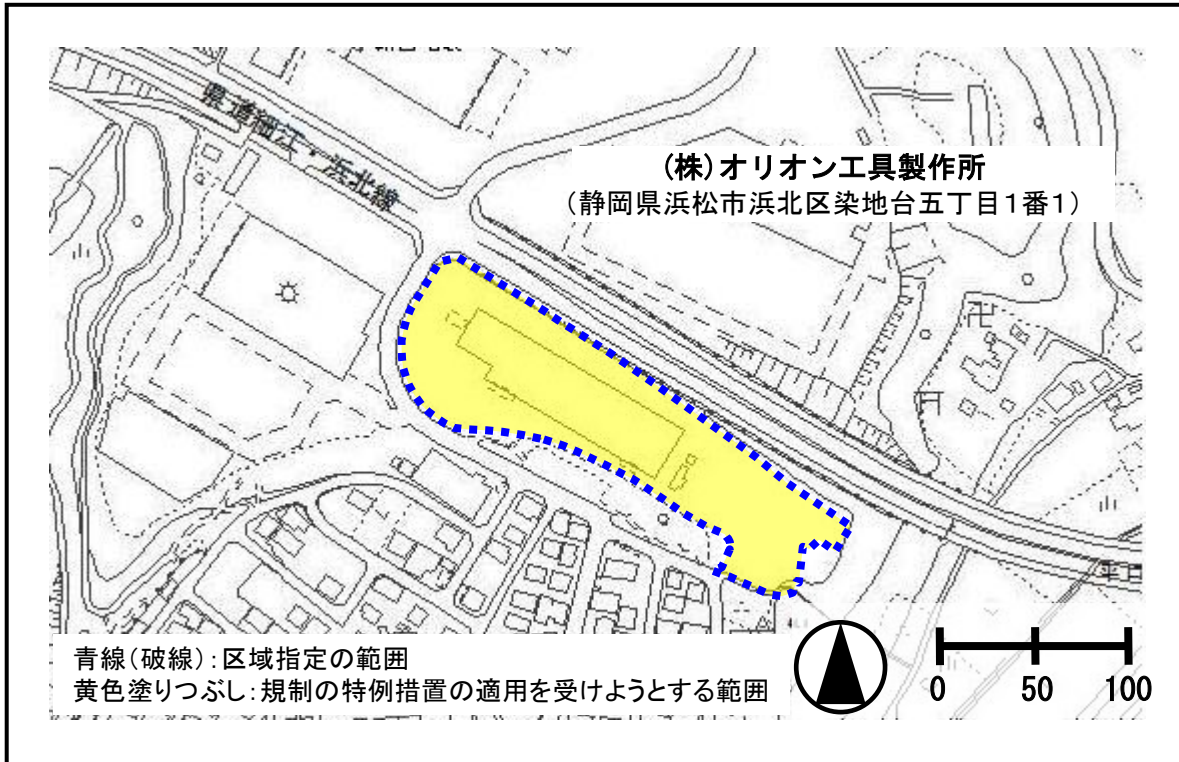 県道細江・浜北線
(株)オリオン工具製作所
(静岡県浜松市浜北区染地台五丁目1番1)
青線(破線):区域指定の範囲
黄色塗りつぶし:規制の特例措置の適用を受けようとする範囲
0 50 100